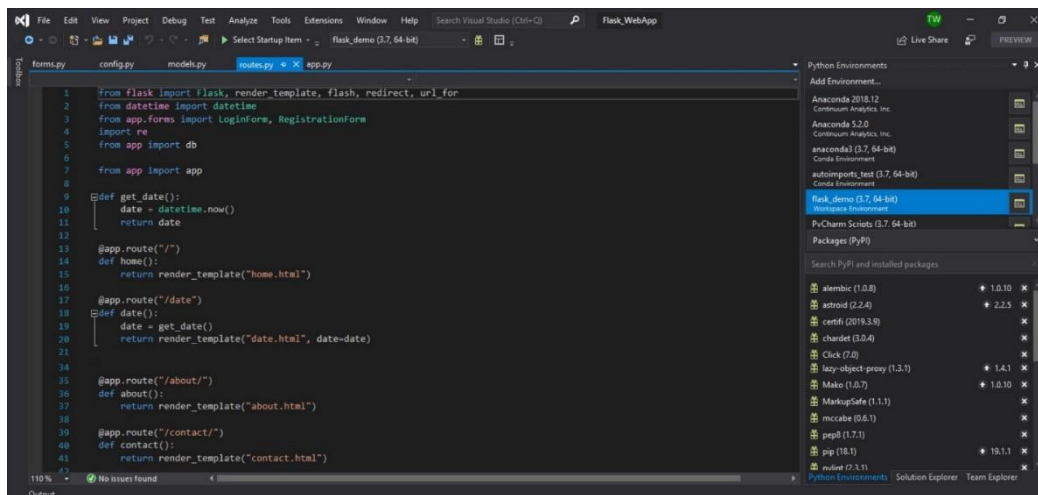 File Edit View Project Debug Test Analyze Tools Extensions Window Help Search Visual Studio (Ctrl+Q) Flask_WebApp TW
Select Startup Item flask_demo (3.7, 64-bit) Live Share PREVIEW
Toolbox
forms.py config.py models.py routes.py app.py
1 from flask import Flask, render_template, flash, redirect, url_for
2 from datetime import datetime
3 from app.forms import LoginForm, RegistrationForm
4 import re
5 from app import db
6
7 from app import app
8
9 def get_date():
10 date = datetime.now()
11 return date
12
13 @app.route("/")
14 def home():
15 return render_template("home.html")
16
17 @app.route("/date")
18 def date():
19 date = get_date()
20 return render_template("date.html", date=date)
21
34
35 @app.route("/about/")
36 def about():
37 return render_template("about.html")
38
39 @app.route("/contact/")
40 def contact():
41 return render_template("contact.html")
42
110 % No issues found
Output
Python Environments
Add Environment...
Anaconda 2018.12
Continuum Analytics, Inc.
Anaconda 5.2.0
Continuum Analytics, Inc.
anaconda3 (3.7, 64-bit)
Conda Environment
autoimports_test (3.7, 64-bit)
Conda Environment
flask_demo (3.7, 64-bit)
Workspace Environment
PyCharm Scripts (3.7, 64-bit)
Packages (PyPI)
Search PyPI and installed packages
alembic (1.0.8) 1.0.10
astroid (2.2.4) 2.2.5
certifi (2019.3.9)
chardet (3.0.4)
Click (7.0)
lazy-object-proxy (1.3.1) 1.4.1
Mako (1.0.7) 1.0.10
MarkupSafe (1.1.1)
mccabe (0.6.1)
pep8 (1.7.1)
pip (18.1) 19.1.1
pylint (2.3.1)
Python Environments Solution Explorer Team Explorer